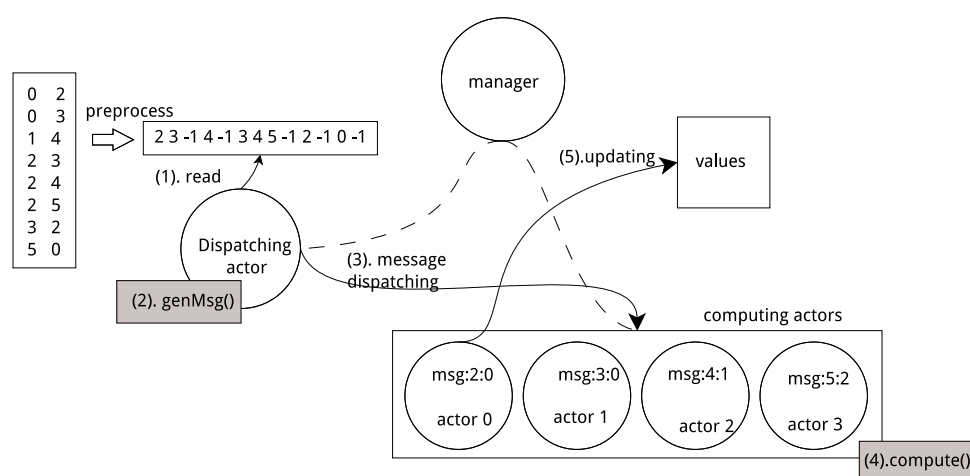 manager
0 2
0 3
1 4
2 3
2 4
2 5
3 2
5 0
preprocess
2 3 -1 4 -1 3 4 5 -1 2 -1 0 -1
(1). read
(5).updating
values
Dispatching
actor
(2). genMsg()
(3). message
dispatching
computing actors
msg:2:0
actor 0
msg:3:0
actor 1
msg:4:1
actor 2
msg:5:2
actor 3
(4).compute()